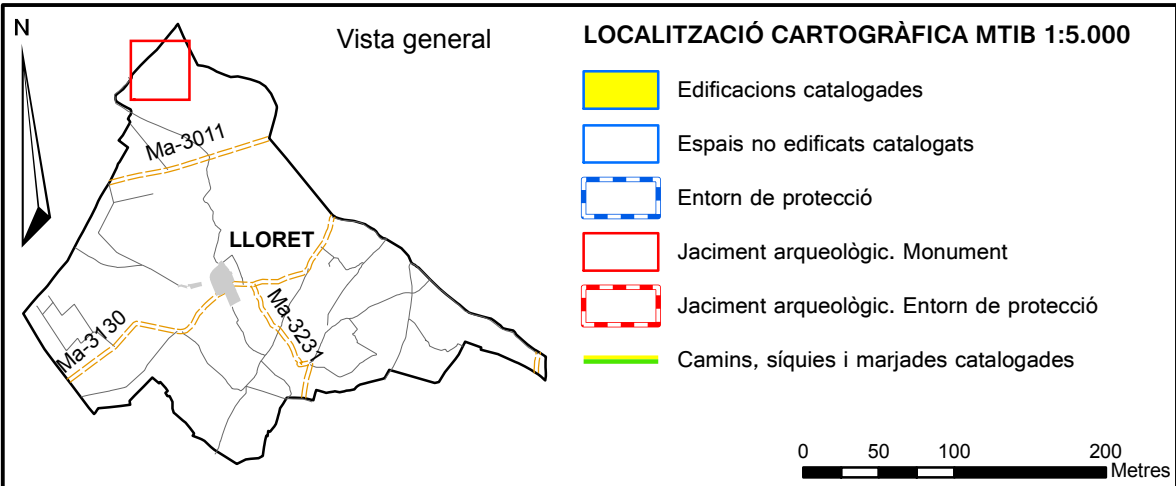 N
Vista general
Ma-3011
LLORET
Ma-3130
Ma-3231
LOCALITZACIÓ CARTOGRÀFICA MTIB 1:5.000
Edificacions catalogades
Espais no edificats catalogats
Entorn de protecció
Jaciment arqueològic. Monument
Jaciment arqueològic. Entorn de protecció
Camins, síquies i marjades catalogades
0 50 100 200
Metres